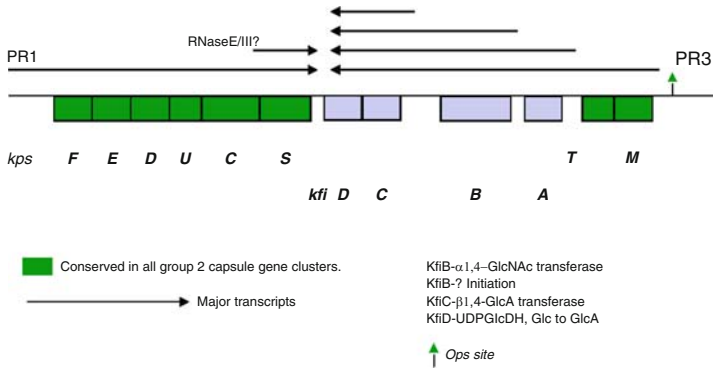 RNaseE/III?
PR1
PR3
kps F E D U C S T M
kfi D C B A
Conserved in all group 2 capsule gene clusters.
Major transcripts
KfiB-α1,4–GlcNAc transferase
KfiB-? Initiation
KfiC-β1,4-GlcA transferase
KfiD-UDPGlcDH, Glc to GlcA
Ops site